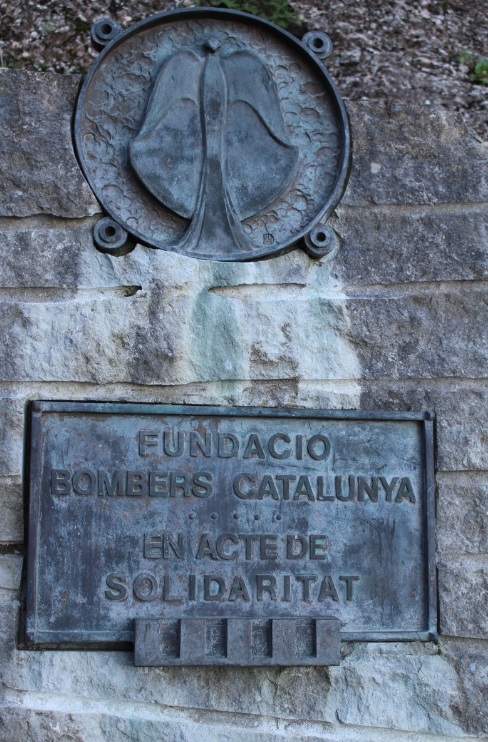 FUNDACIO
BOMBERS CATALUNYA
EN ACTE DE
SOLIDARITAT